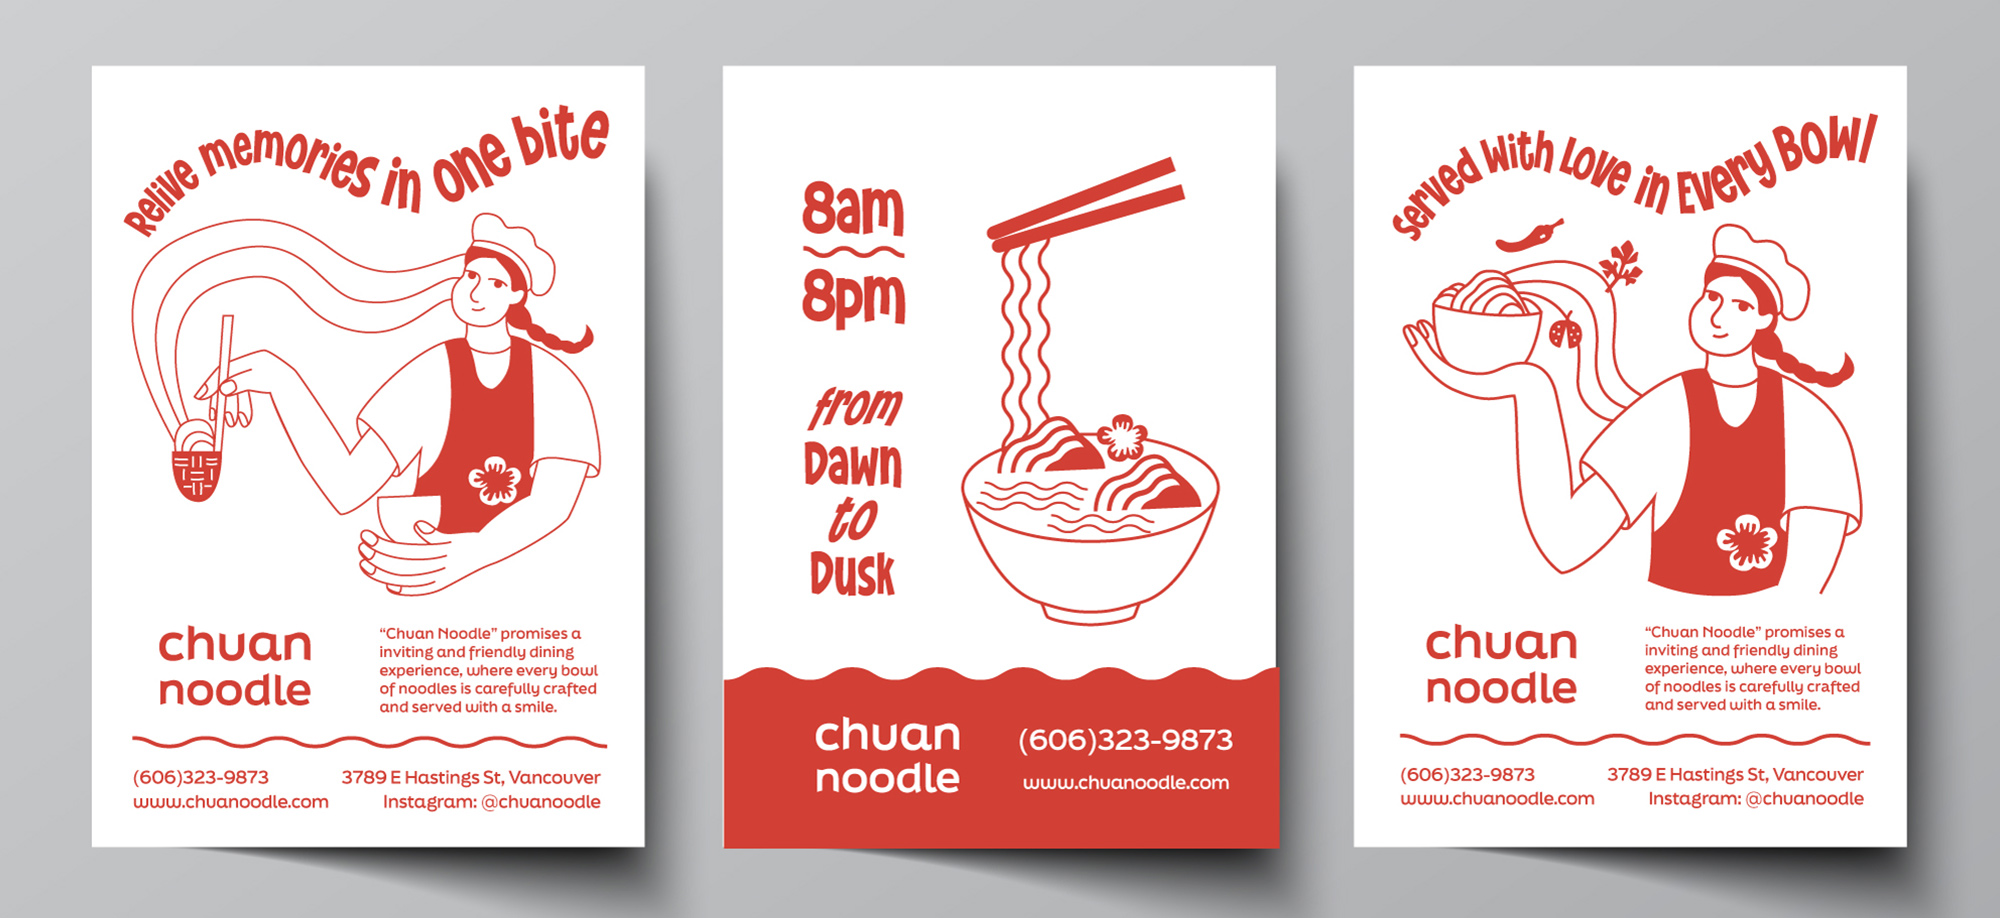 Relive memories in one bite
chuan
noodle
“Chuan Noodle” promises a
inviting and friendly dining
experience, where every bowl
of noodles is carefully crafted
and served with a smile.
(606)323-9873
www.chuanoodle.com
3789 E Hastings St, Vancouver
Instagram: @chuanoodle
8am
8pm
from
Dawn
to
Dusk
chuan
noodle
(606)323-9873
www.chuanoodle.com
Served With Love in Every BOWl
chuan
noodle
“Chuan Noodle” promises a
inviting and friendly dining
experience, where every bowl
of noodles is carefully crafted
and served with a smile.
(606)323-9873
www.chuanoodle.com
3789 E Hastings St, Vancouver
Instagram: @chuanoodle